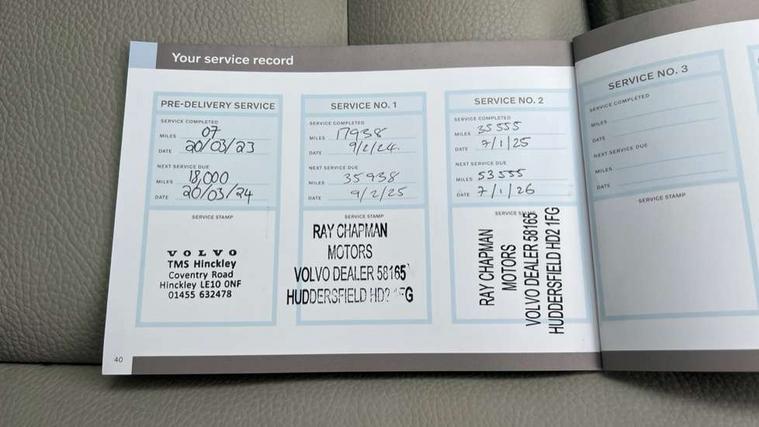 Your service record
PRE-DELIVERY SERVICE
SERVICE COMPLETED
MILES 07
DATE 20/03/23
NEXT SERVICE DUE
MILES 18,000
DATE 20/03/24
SERVICE STAMP
VOLVO
TMS Hinckley
Coventry Road
Hinckley LE10 0NF
01455 632478
SERVICE NO. 1
SERVICE COMPLETED
MILES 17938
DATE 9/2/24.
NEXT SERVICE DUE
MILES 35938
DATE 9/2/25
SERVICE STAMP
RAY CHAPMAN
MOTORS
VOLVO DEALER 58165
HUDDERSFIELD HD2 1FG
SERVICE NO. 2
SERVICE COMPLETED
MILES 35555
DATE 7/1/25
NEXT SERVICE DUE
MILES 53555
DATE 7/1/26
SERVICE
RAY CHAPMAN
MOTORS
VOLVO DEALER 58165
HUDDERSFIELD HD2 1FG
SERVICE NO. 3
SERVICE COMPLETED
MILES
DATE
NEXT SERVICE DUE
MILES
DATE
SERVICE STAMP
40